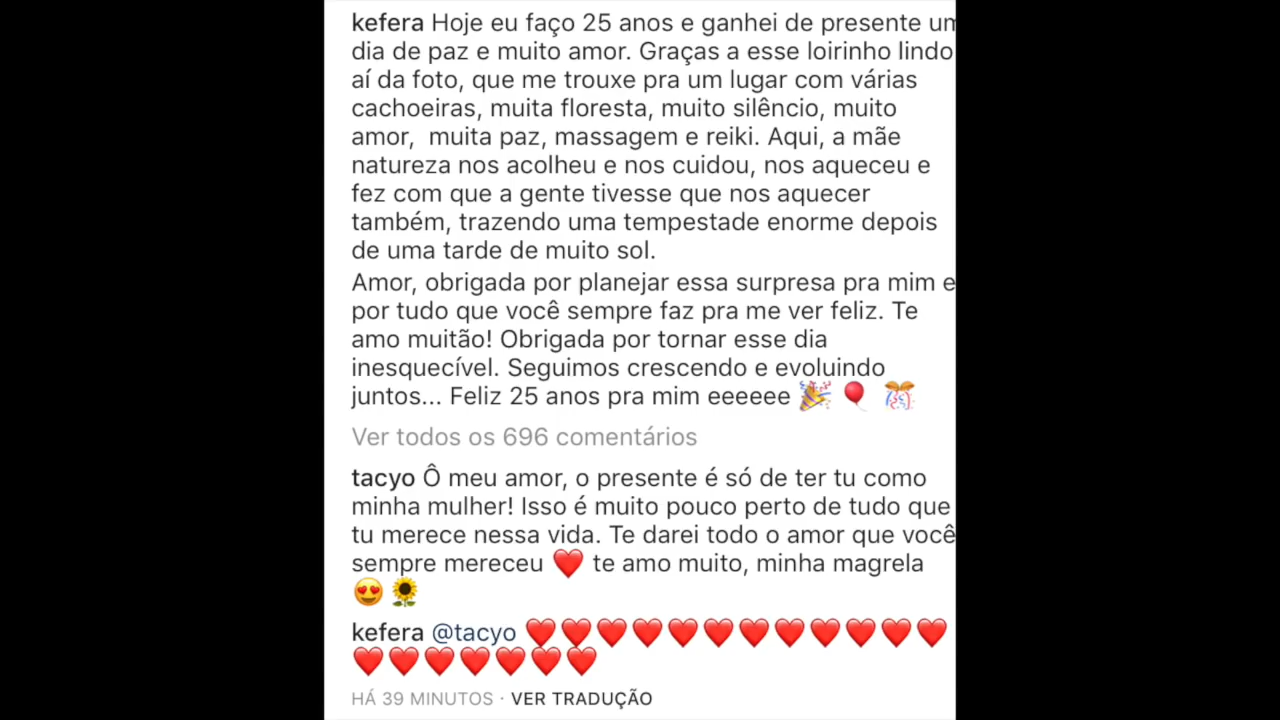 kefera Hoje eu faço 25 anos e ganhei de presente um
dia de paz e muito amor. Graças a esse loirinho lindo
aí da foto, que me trouxe pra um lugar com várias
cachoeiras, muita floresta, muito silêncio, muito
amor,  muita paz, massagem e reiki. Aqui, a mãe
natureza nos acolheu e nos cuidou, nos aqueceu e
fez com que a gente tivesse que nos aquecer
também, trazendo uma tempestade enorme depois
de uma tarde de muito sol.
Amor, obrigada por planejar essa surpresa pra mim e
por tudo que você sempre faz pra me ver feliz. Te
amo muitão! Obrigada por tornar esse dia
inesquecível. Seguimos crescendo e evoluindo
juntos... Feliz 25 anos pra mim eeeeee 🎉 🎈 🎊
Ver todos os 696 comentários
tacyo Ô meu amor, o presente é só de ter tu como
minha mulher! Isso é muito pouco perto de tudo que
tu merece nessa vida. Te darei todo o amor que você
sempre mereceu ❤️ te amo muito, minha magrela
😍🌻
kefera @tacyo ❤️❤️❤️❤️❤️❤️❤️❤️❤️❤️❤️❤️
❤️❤️❤️❤️❤️❤️❤️
HÁ 39 MINUTOS · VER TRADUÇÃO